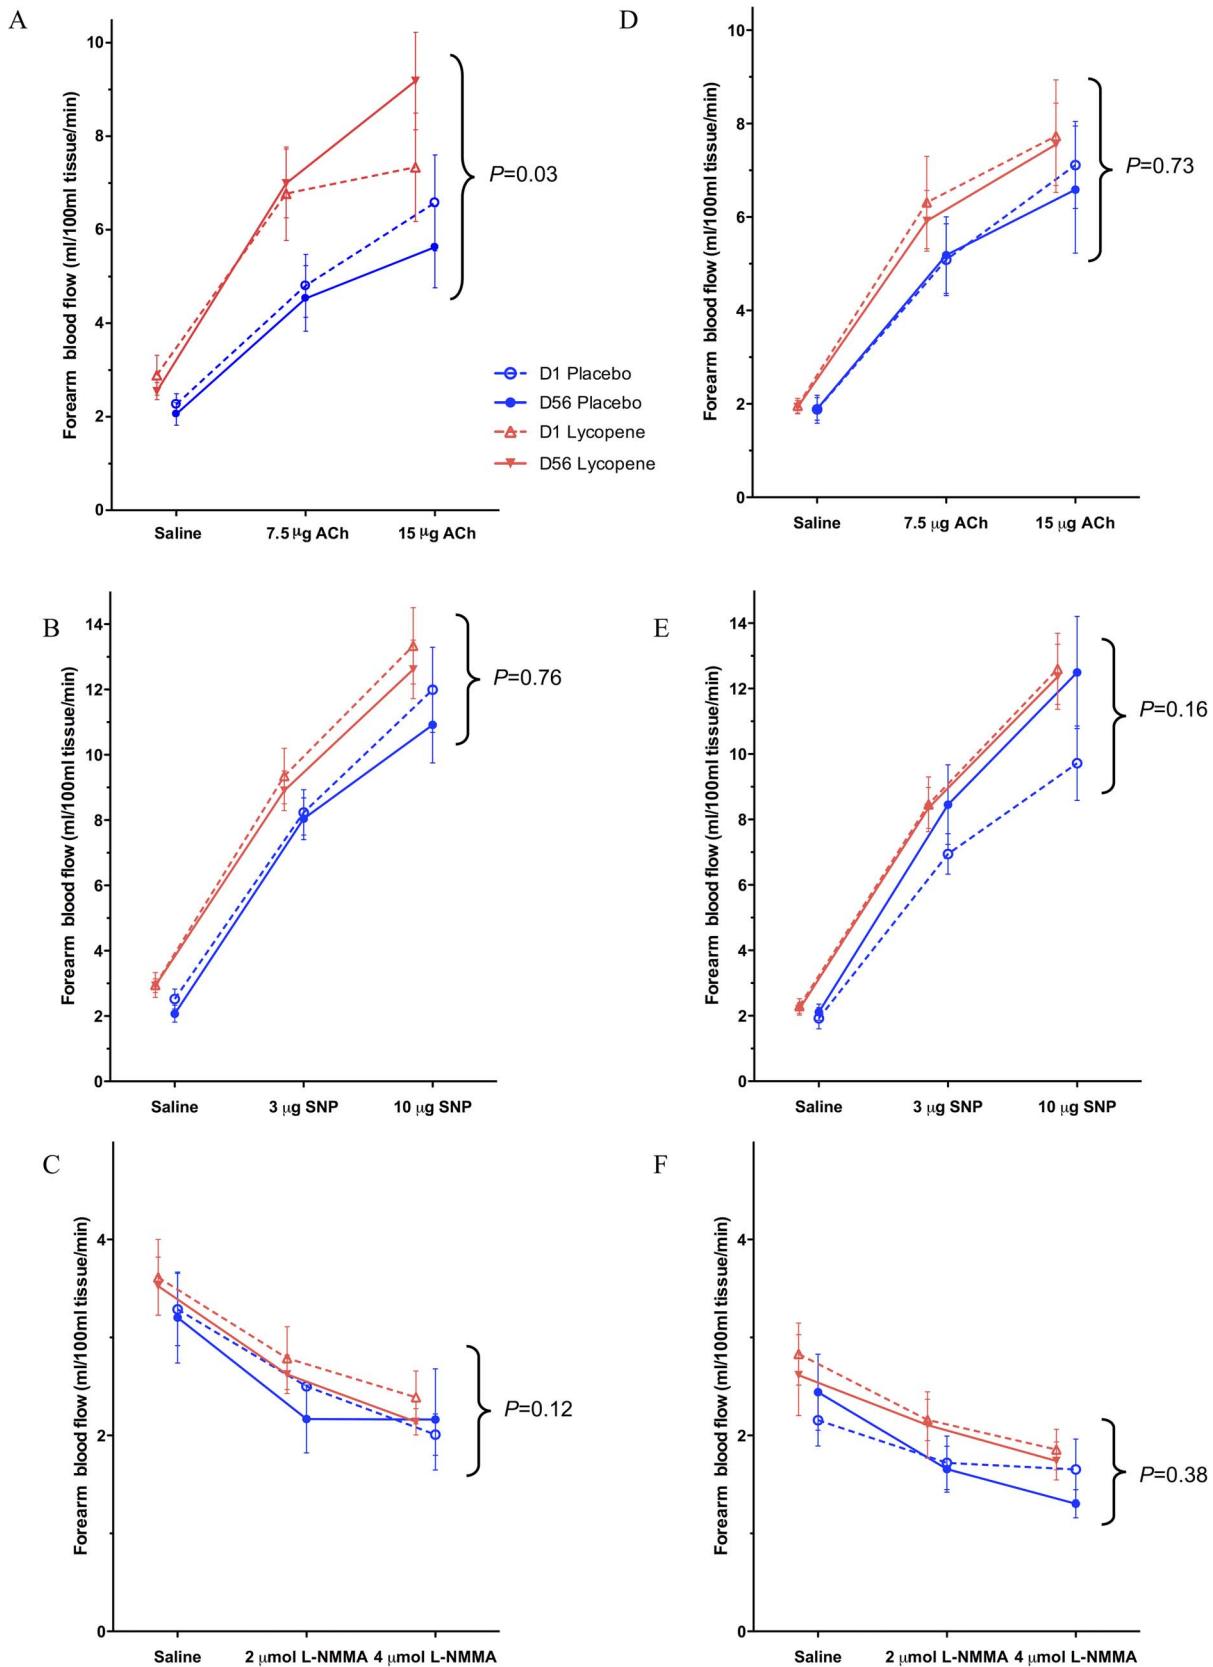 A
Forearm blood flow (ml/100ml tissue/min)
10
8
6
4
2
0
Saline
7.5 μg ACh
15 μg ACh
P=0.03
D1 Placebo
D56 Placebo
D1 Lycopene
D56 Lycopene
D
Forearm blood flow (ml/100ml tissue/min)
10
8
6
4
2
0
Saline
7.5 μg ACh
15 μg ACh
P=0.73
B
Forearm blood flow (ml/100ml tissue/min)
14
12
10
8
6
4
2
0
Saline
3 μg SNP
10 μg SNP
P=0.76
E
Forearm blood flow (ml/100ml tissue/min)
14
12
10
8
6
4
2
0
Saline
3 μg SNP
10 μg SNP
P=0.16
C
Forearm blood flow (ml/100ml tissue/min)
4
2
0
Saline
2 μmol L-NMMA
4 μmol L-NMMA
P=0.12
F
Forearm blood flow (ml/100ml tissue/min)
4
2
0
Saline
2 μmol L-NMMA
4 μmol L-NMMA
P=0.38